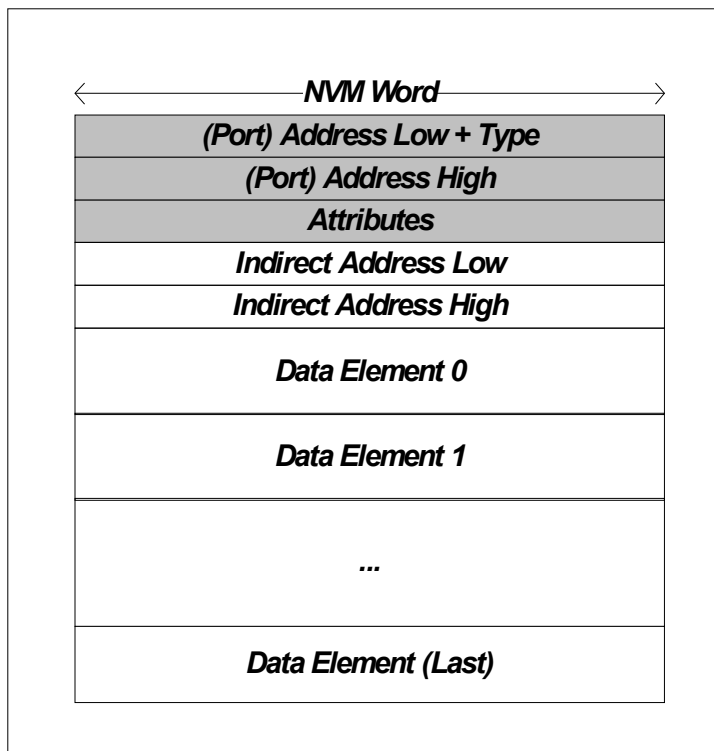 NVM Word
(Port) Address Low + Type
(Port) Address High
Attributes
Indirect Address Low
Indirect Address High
Data Element 0
Data Element 1
...
Data Element (Last)